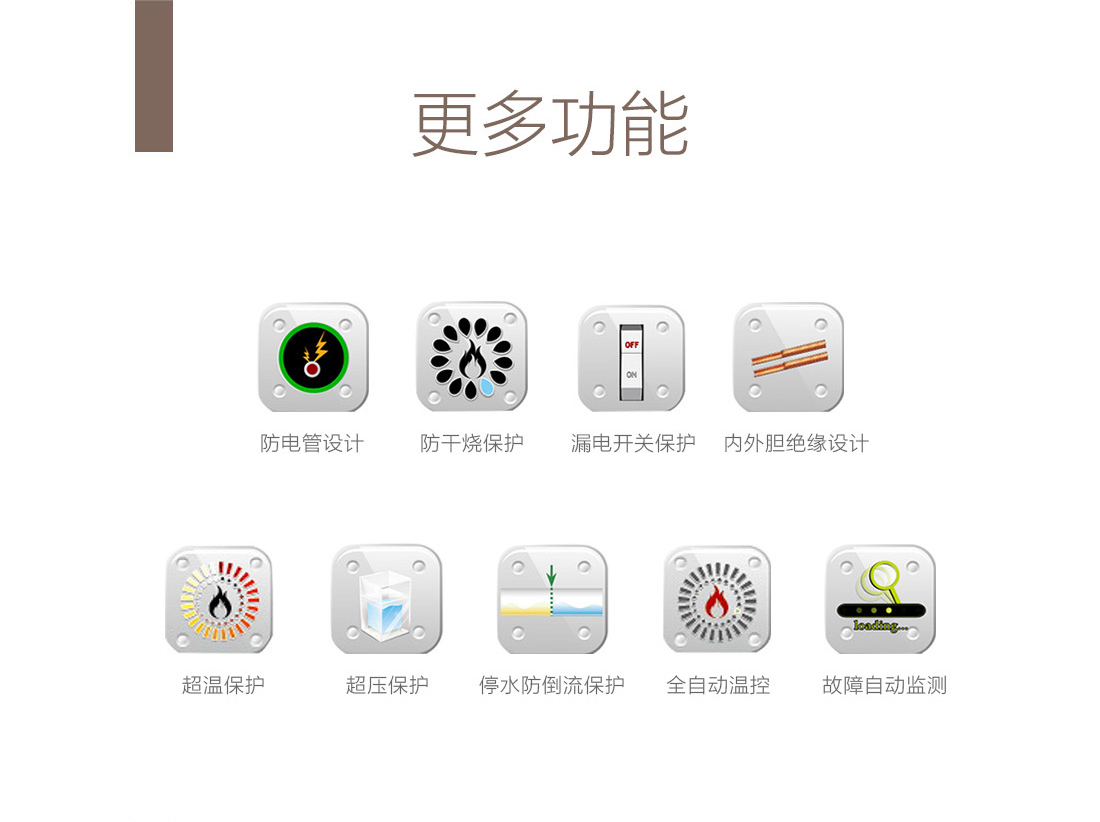 更多功能
OFF
ON
防电管设计
防干烧保护
漏电开关保护
内外胆绝缘设计
loading...
超温保护
超压保护
停水防倒流保护
全自动温控
故障自动监测